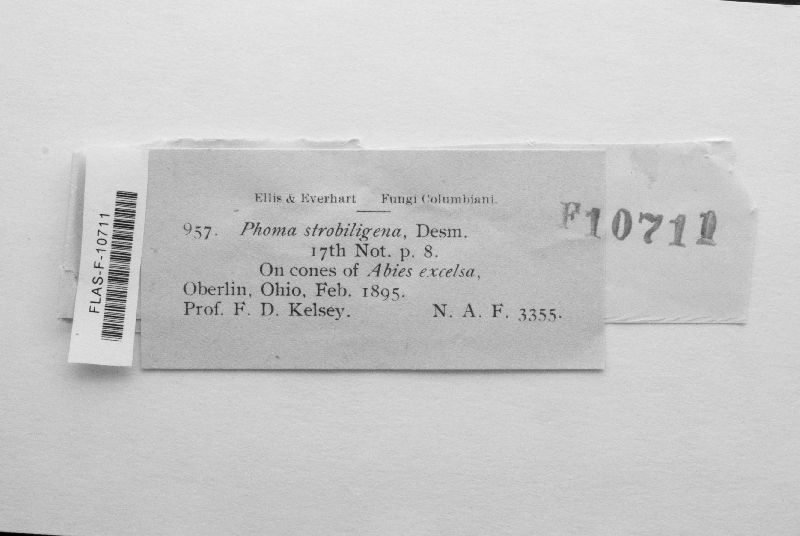 Ellis & Everhart Fungi Columbiani.
957. Phoma strobiligena, Desm.
17th Not. p. 8.
On cones of Abies excelsa,
Oberlin, Ohio, Feb. 1895.
Prof. F. D. Kelsey. N. A. F. 3355.
F10711
FLAS-F-10711